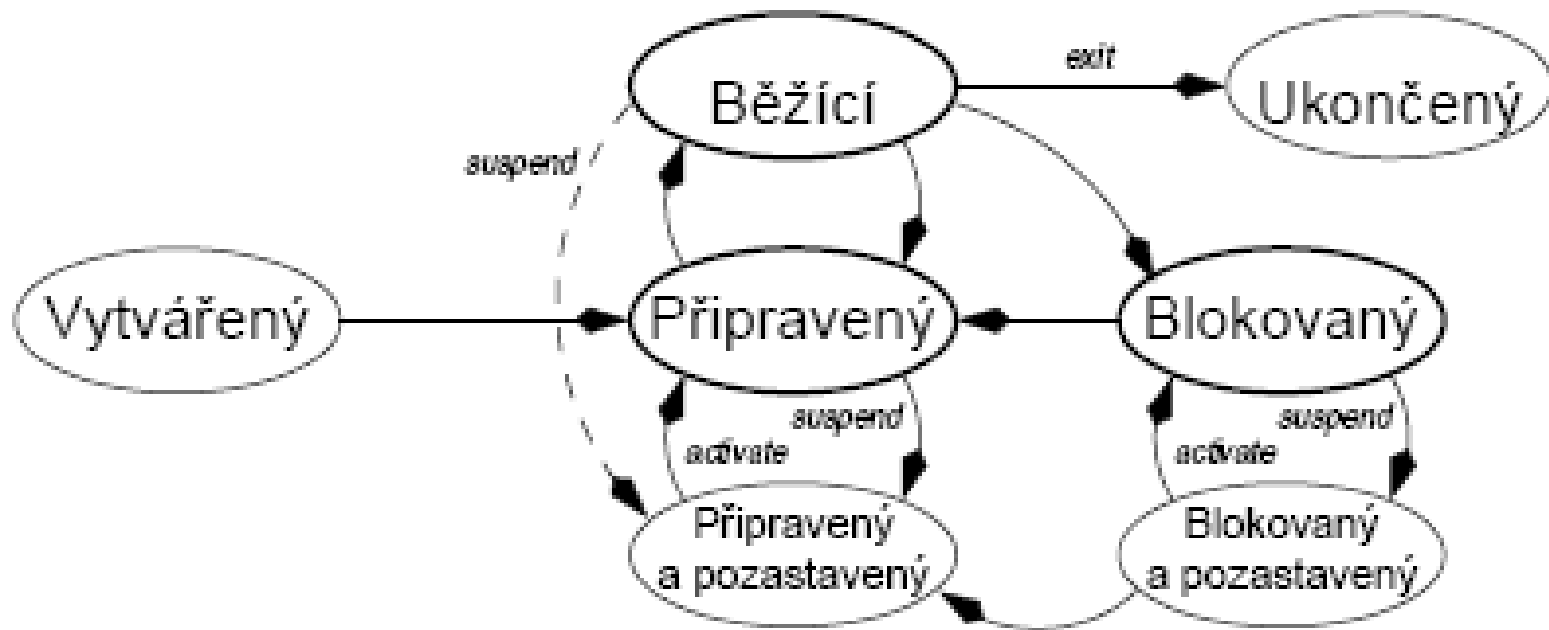 exit
Běžící
Ukončený
suspend
Vytvářený
Připravený
Blokovaný
suspend
activate
suspend
activate
Připravený
a pozastavený
Blokovaný
a pozastavený